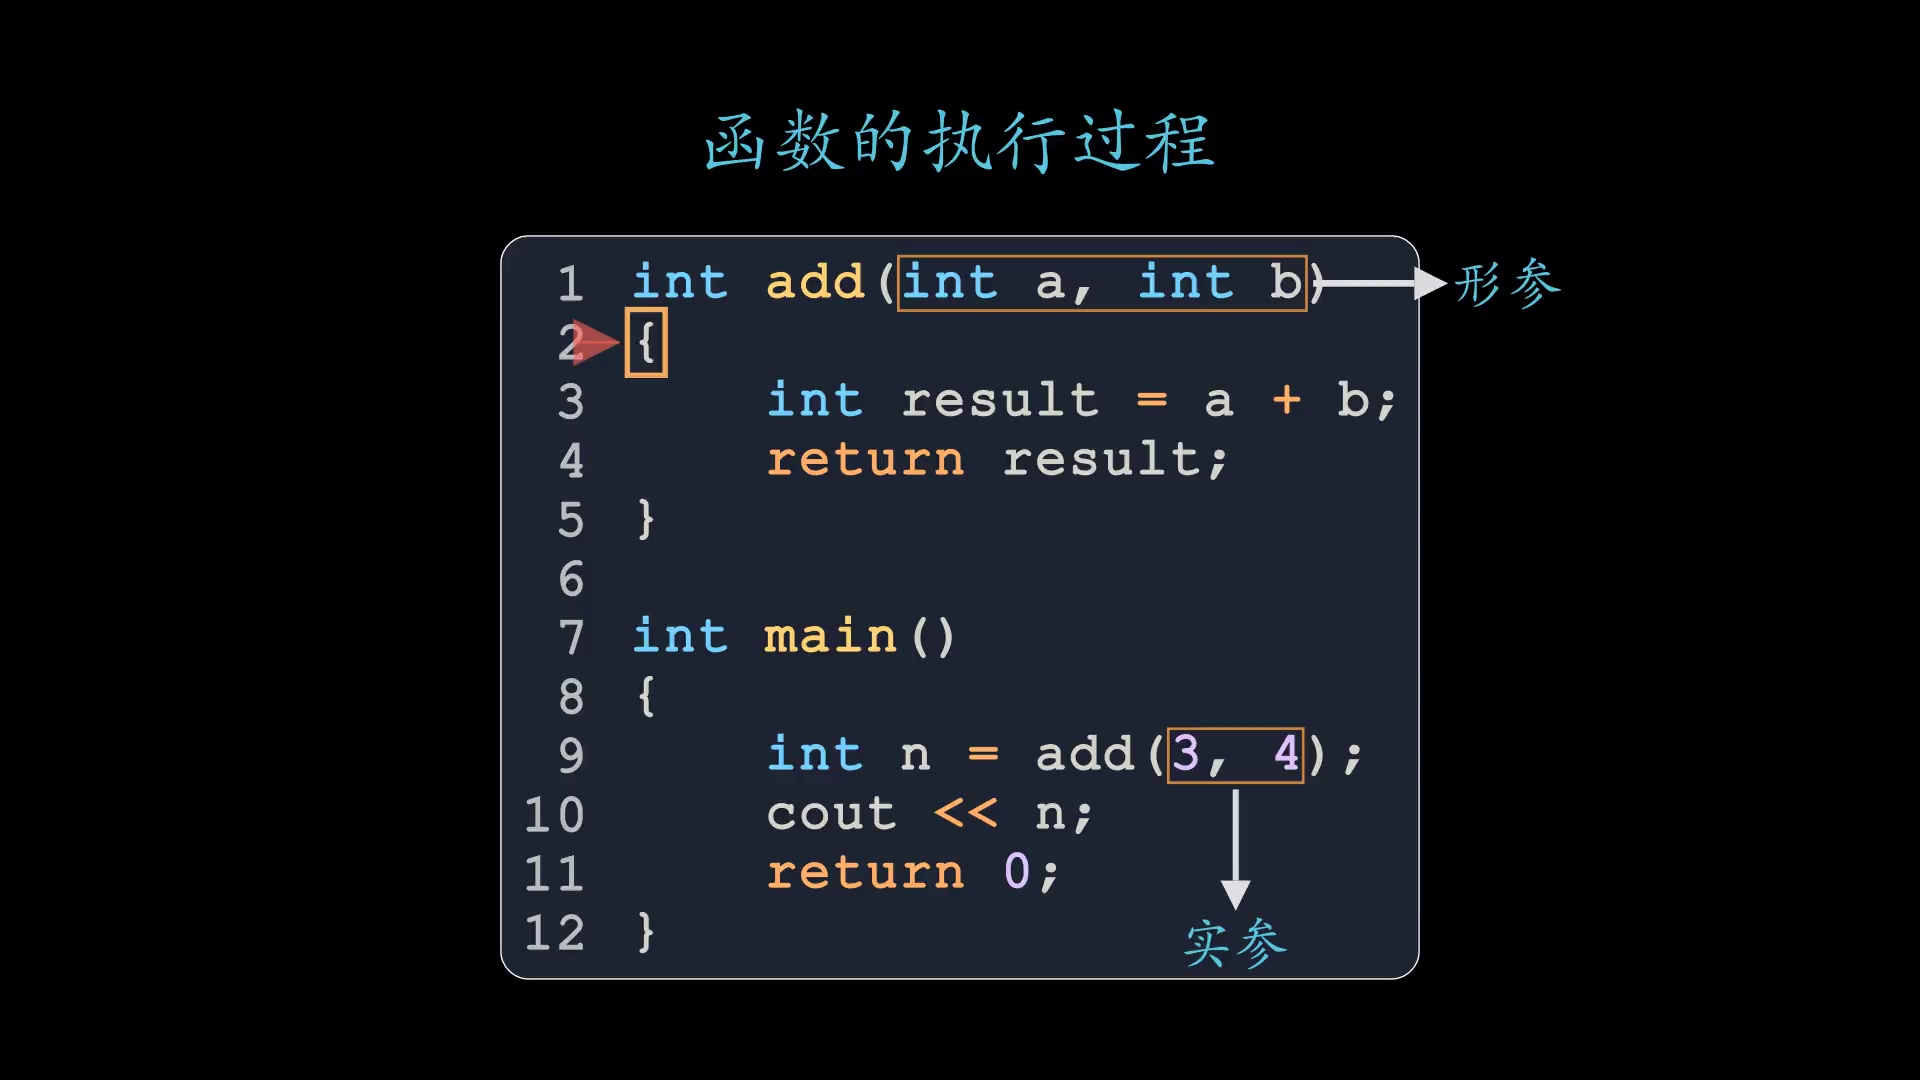 函数的执行过程
1 int add(int a, int b) 形参
2 {
3 int result = a + b;
4 return result;
5 }
6
7 int main()
8 {
9 int n = add(3, 4);
10 cout << n;
11 return 0;
12 }
实参